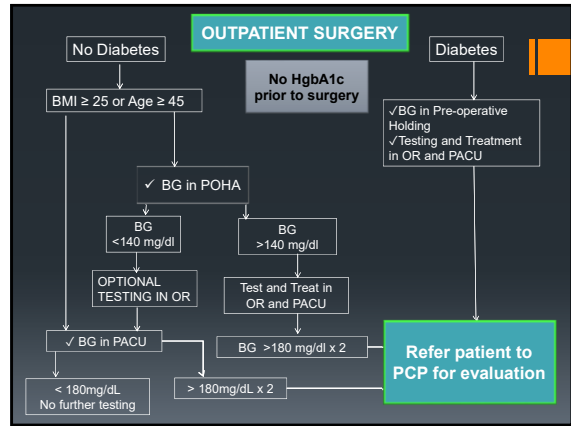 OUTPATIENT SURGERY
No Diabetes
Diabetes
No HgbA1c
prior to surgery
BMI ≥ 25 or Age ≥ 45
✓BG in Pre-operative
Holding
✓Testing and Treatment
in OR and PACU
✓ BG in POHA
BG
<140 mg/dl
BG
>140 mg/dl
OPTIONAL
TESTING IN OR
Test and Treat in
OR and PACU
✓ BG in PACU
BG >180 mg/dl x 2
Refer patient to
PCP for evaluation
< 180mg/dL
No further testing
> 180mg/dL x 2